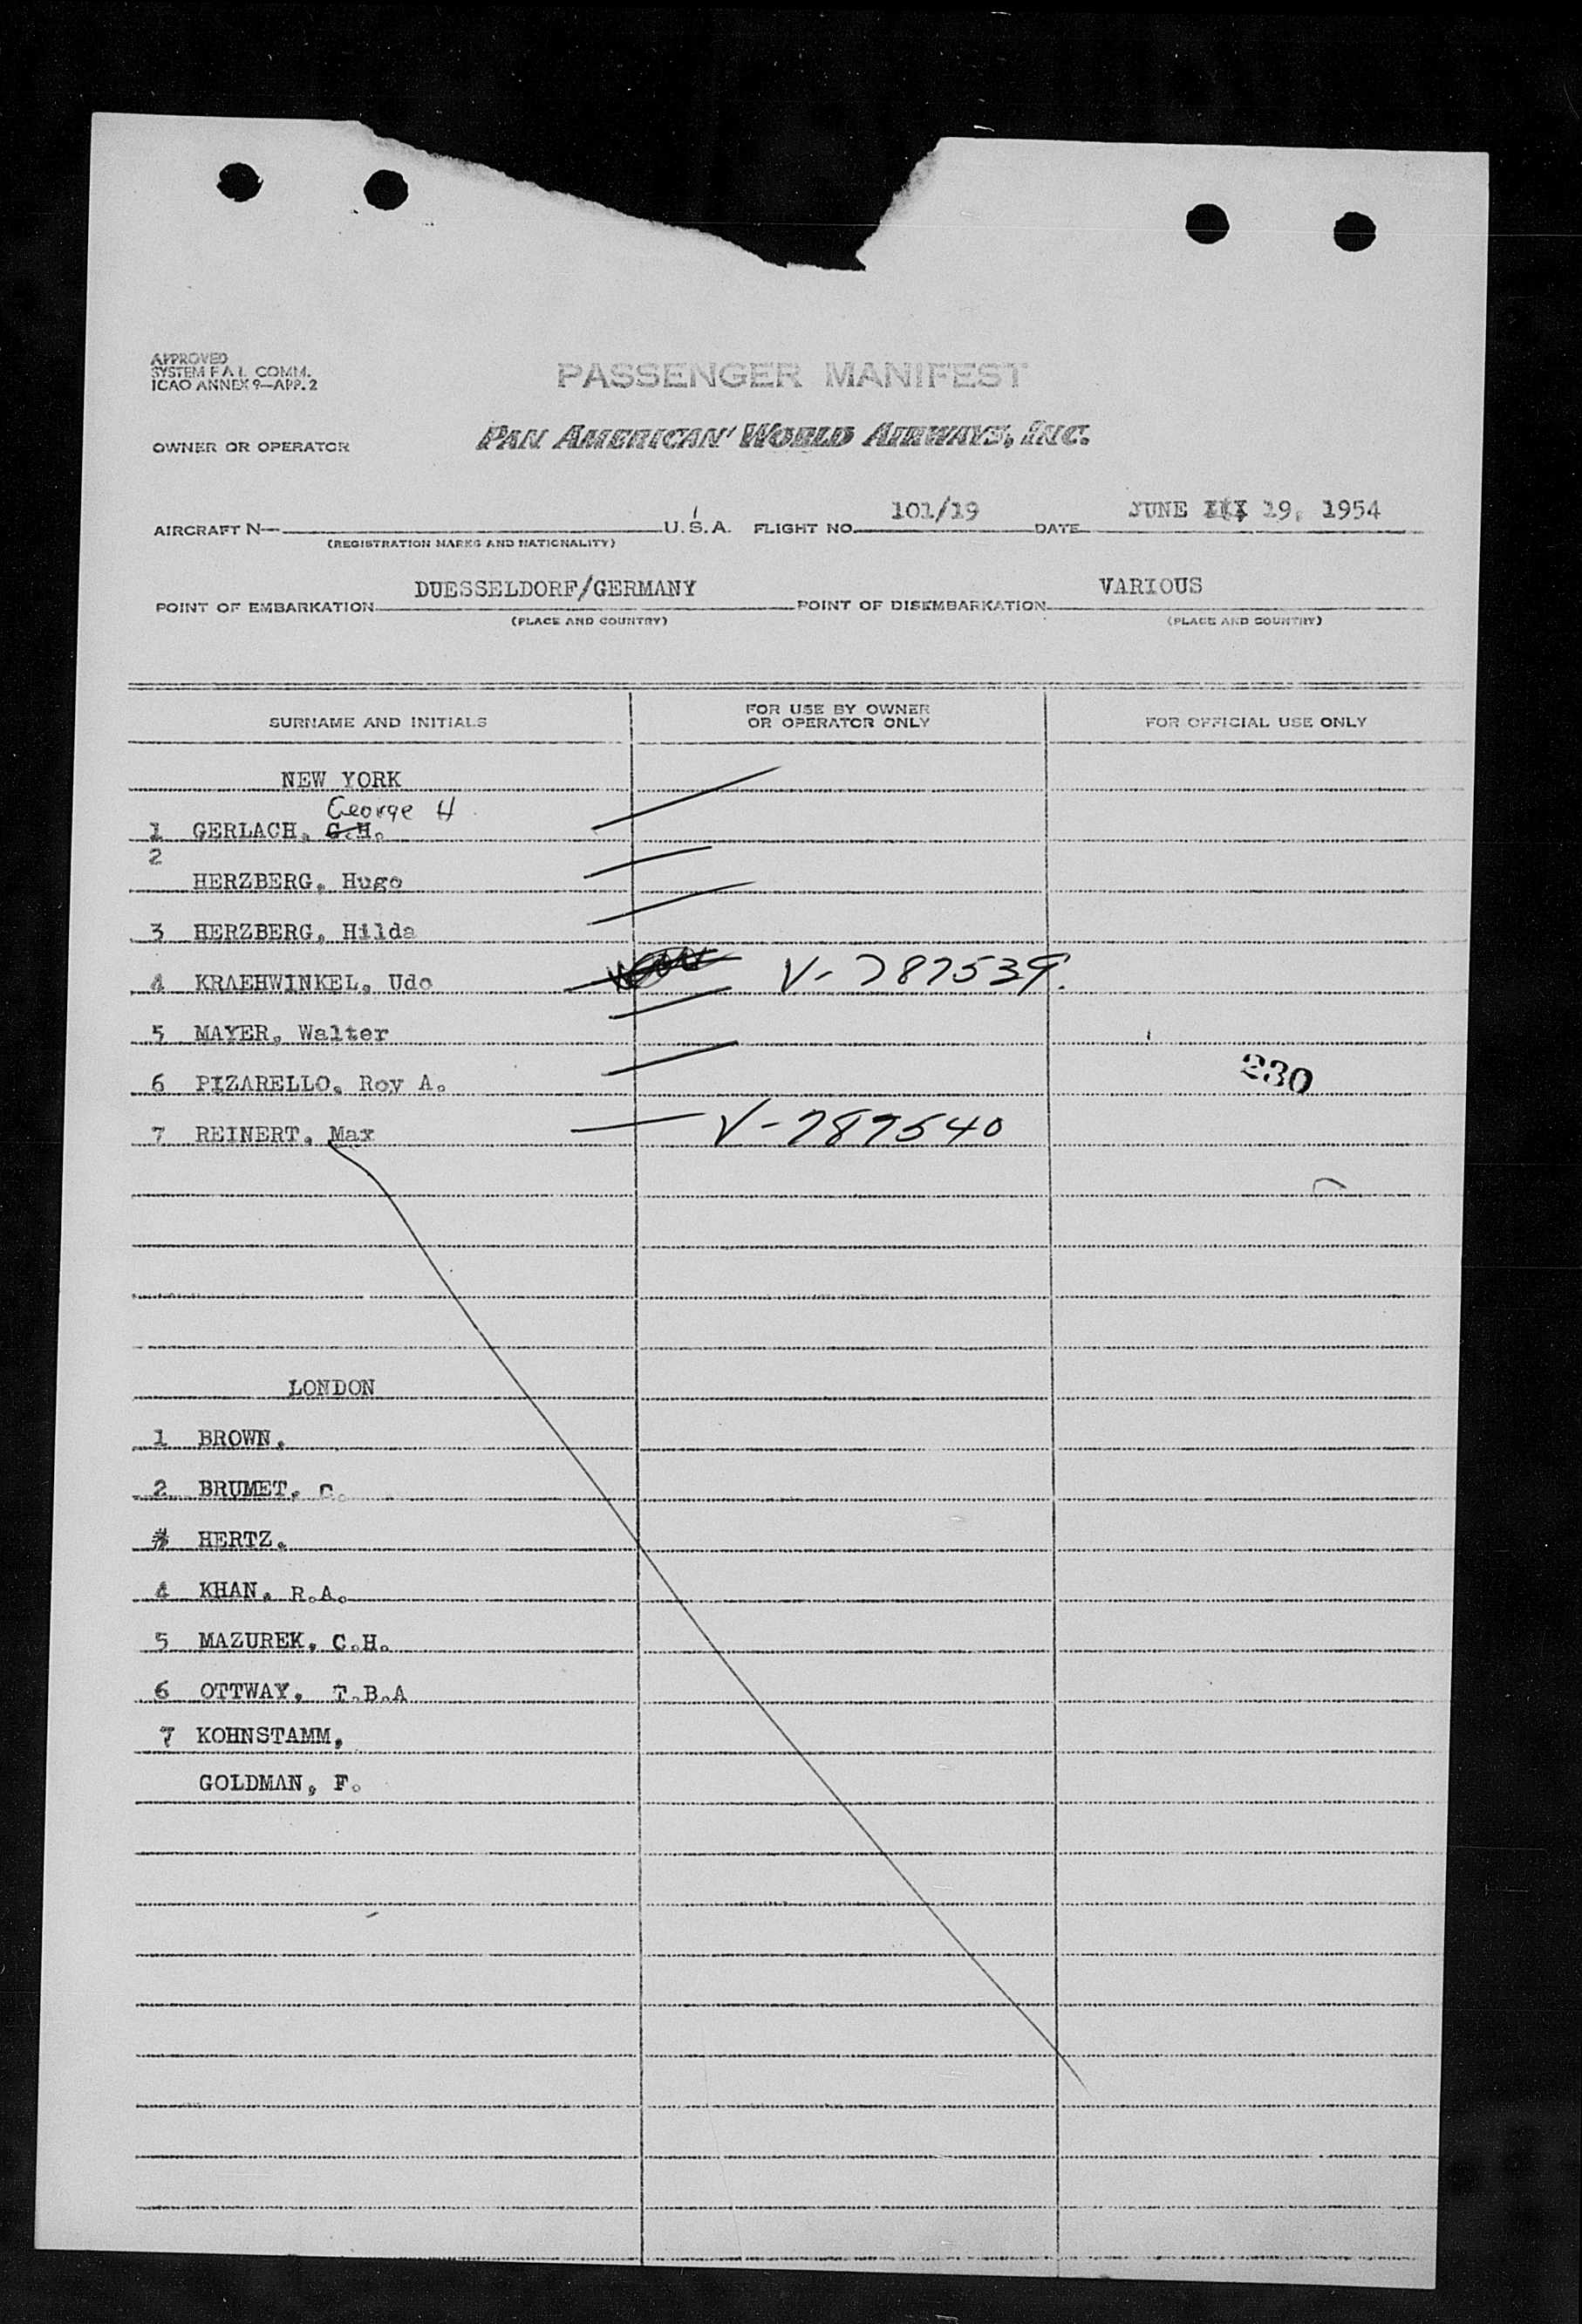 APPROVED
SYSTEM F A L COMM.
ICAO ANNEX 9—APP. 2
PASSENGER MANIFEST
OWNER OR OPERATOR PAN AMERICAN WORLD AIRWAYS, INC.
AIRCRAFT N— U.S.A. FLIGHT NO. 101/19 DATE JUNE 19, 1954
(REGISTRATION MARKS AND NATIONALITY)
POINT OF EMBARKATION DUESSELDORF/GERMANY POINT OF DISEMBARKATION VARIOUS
(PLACE AND COUNTRY) (PLACE AND COUNTRY)
SURNAME AND INITIALS FOR USE BY OWNER OR OPERATOR ONLY FOR OFFICIAL USE ONLY
NEW YORK
George H
1 GERLACH, G.H.
2
HERZBERG, Hugo
3 HERZBERG, Hilda
4 KRAEHWINKEL, Udo V-787539.
5 MAYER, Walter
6 PIZARELLO, Roy A. 230
7 REINERT, Max V-787540
LONDON
1 BROWN.
2 BRUMET, C.
HERTZ.
4 KHAN, R.A.
5 MAZUREK, C.H.
6 OTTWAY, T.B.A
7 KOHNSTAMM,
GOLDMAN, F.